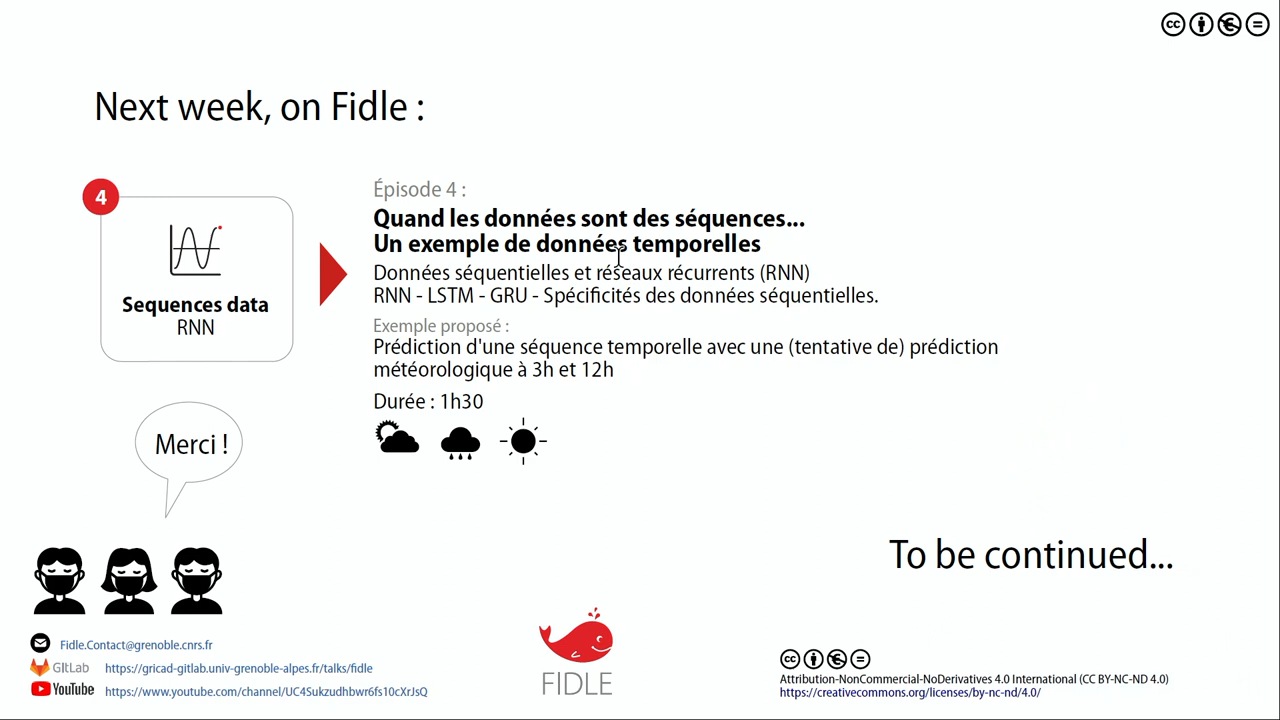 Next week, on Fidle :
4
Sequences data
RNN
Épisode 4 :
Quand les données sont des séquences...
Un exemple de données temporelles
Données séquentielles et réseaux récurrents (RNN)
RNN - LSTM - GRU - Spécificités des données séquentielles.
Exemple proposé :
Prédiction d'une séquence temporelle avec une (tentative de) prédiction
météorologique à 3h et 12h
Durée : 1h30
Merci !
To be continued...
Fidle.Contact@grenoble.cnrs.fr
GItLab https://gricad-gitlab.univ-grenoble-alpes.fr/talks/fidle
YouTube https://www.youtube.com/channel/UC4Sukzudhbwr6fs10cXrJsQ
FIDLE
Attribution-NonCommercial-NoDerivatives 4.0 International (CC BY-NC-ND 4.0)
https://creativecommons.org/licenses/by-nc-nd/4.0/